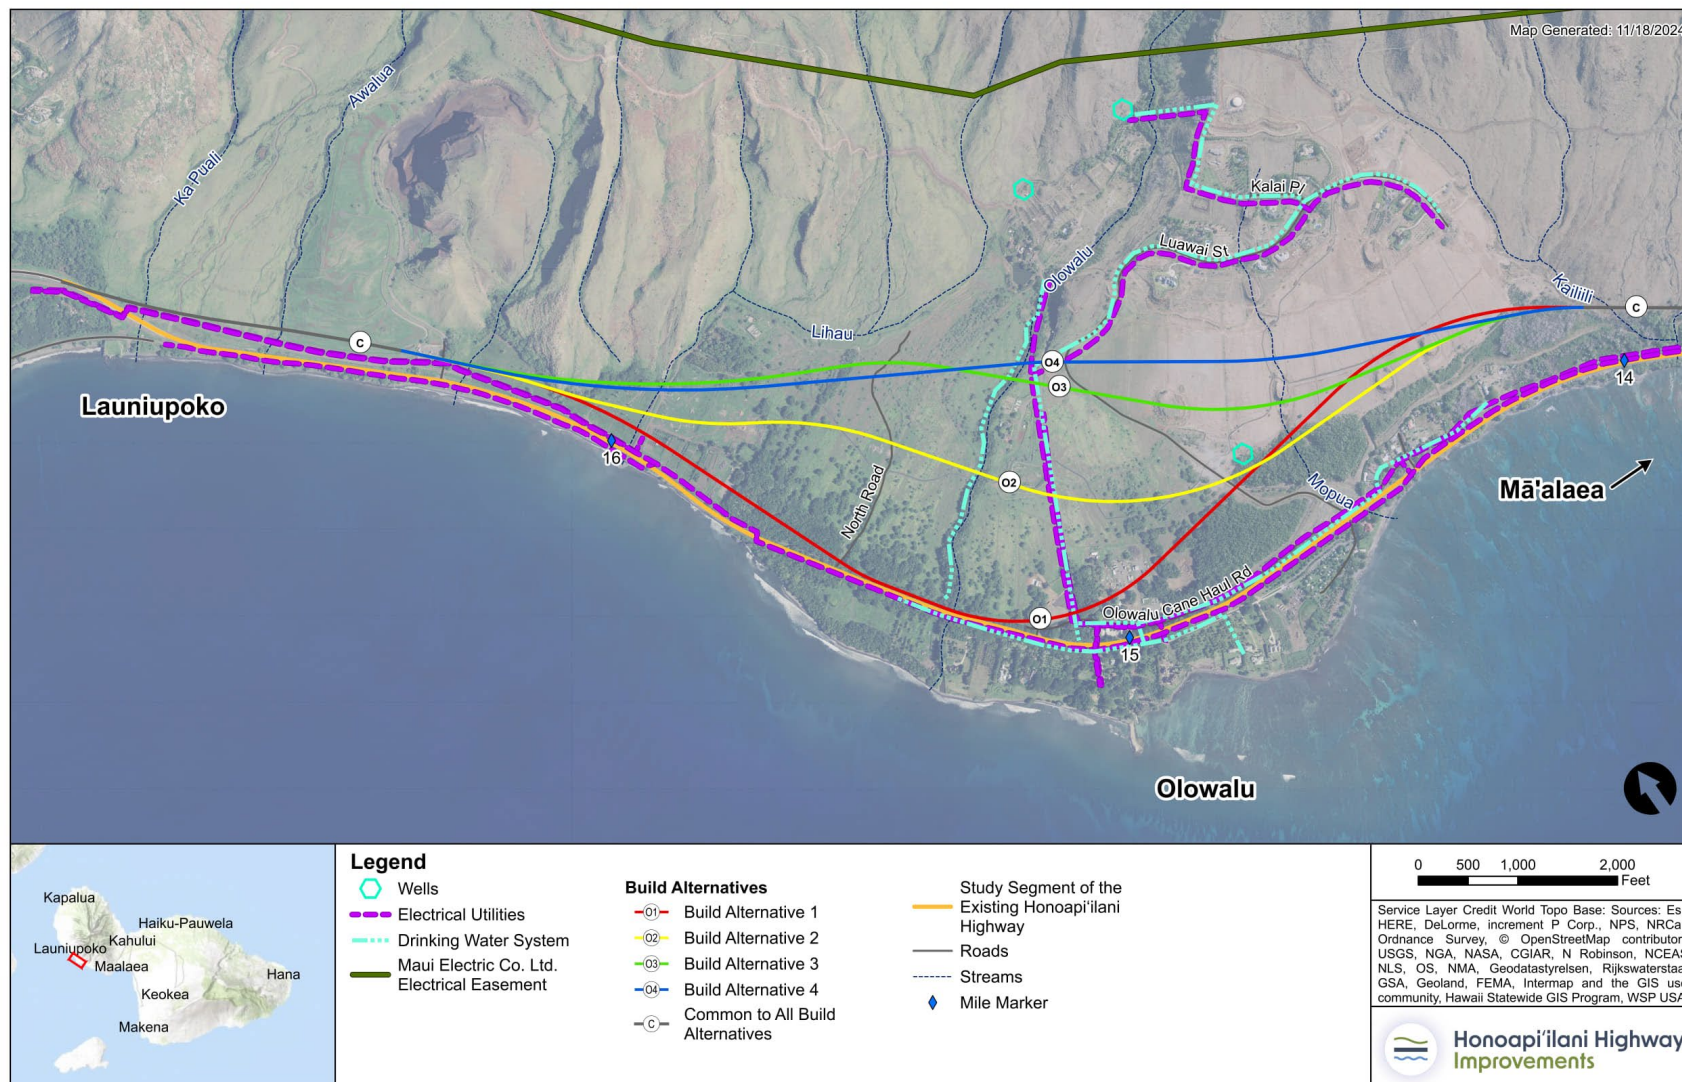 Map Generated: 11/18/2024
Awalua
Ka Puali
Kalai Pl
Luawai St
Olowalu
Kailiili
C
Lihau
C
O4
O3
Launiupoko
14
16
O2
North Road
Mopua
Mā'alaea
Olowalu Cane Haul Rd
O1
15
Olowalu
Kapalua
Haiku-Pauwela
Launiupoko
Kahului
Maalaea
Hana
Keokea
Makena
Legend
Wells
Electrical Utilities
Drinking Water System
Maui Electric Co. Ltd.
Electrical Easement
Build Alternatives
O1 Build Alternative 1
O2 Build Alternative 2
O3 Build Alternative 3
O4 Build Alternative 4
C Common to All Build
Alternatives
Study Segment of the
Existing Honoapiʻilani
Highway
Roads
Streams
Mile Marker
0 500 1,000 2,000
Feet
Service Layer Credit World Topo Base: Sources: Es
HERE, DeLorme, increment P Corp., NPS, NRCa
Ordnance Survey, © OpenStreetMap contributor
USGS, NGA, NASA, CGIAR, N Robinson, NCEAS
NLS, OS, NMA, Geodatastyrelsen, Rijkswaterstaa
GSA, Geoland, FEMA, Intermap and the GIS use
community, Hawaii Statewide GIS Program, WSP USA
Honoapiʻilani Highway
Improvements